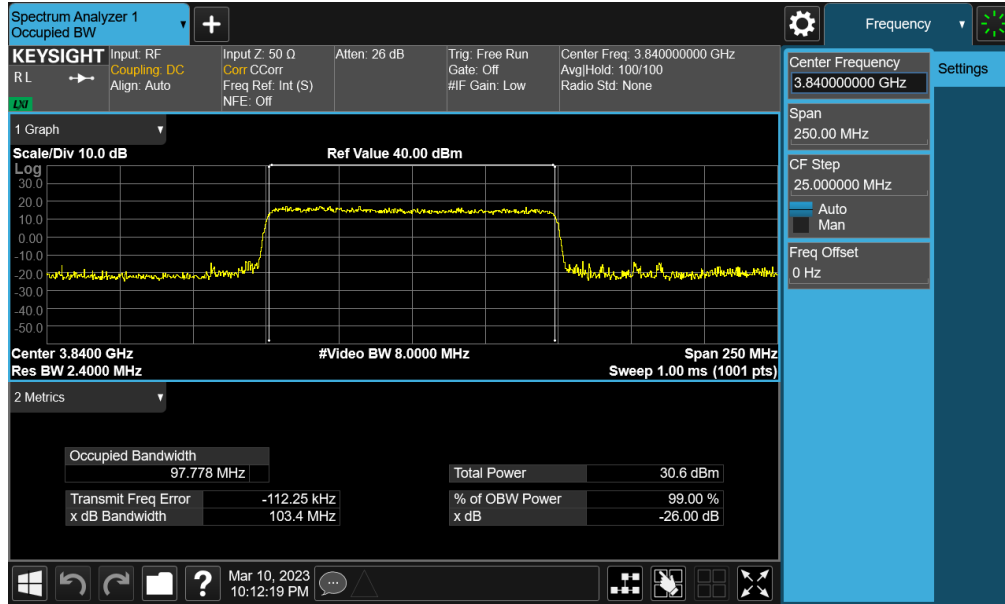 Spectrum Analyzer 1
Occupied BW
+
Frequency
KEYSIGHT
R L
LXI
Input: RF
Coupling: DC
Align: Auto
Input Z: 50 Ω
Corr CCorr
Freq Ref: Int (S)
NFE: Off
Atten: 26 dB
Trig: Free Run
Gate: Off
#IF Gain: Low
Center Freq: 3.840000000 GHz
Avg|Hold: 100/100
Radio Std: None
Center Frequency
3.840000000 GHz
Settings
Span
250.00 MHz
CF Step
25.000000 MHz
Auto
Man
Freq Offset
0 Hz
1 Graph
Scale/Div 10.0 dB
Ref Value 40.00 dBm
Log
30.0
20.0
10.0
0.00
-10.0
-20.0
-30.0
-40.0
-50.0
Center 3.8400 GHz
#Video BW 8.0000 MHz
Span 250 MHz
Res BW 2.4000 MHz
Sweep 1.00 ms (1001 pts)
2 Metrics
Occupied Bandwidth
97.778 MHz
Total Power 30.6 dBm
Transmit Freq Error -112.25 kHz
% of OBW Power 99.00 %
x dB Bandwidth 103.4 MHz
x dB -26.00 dB
?
Mar 10, 2023
10:12:19 PM